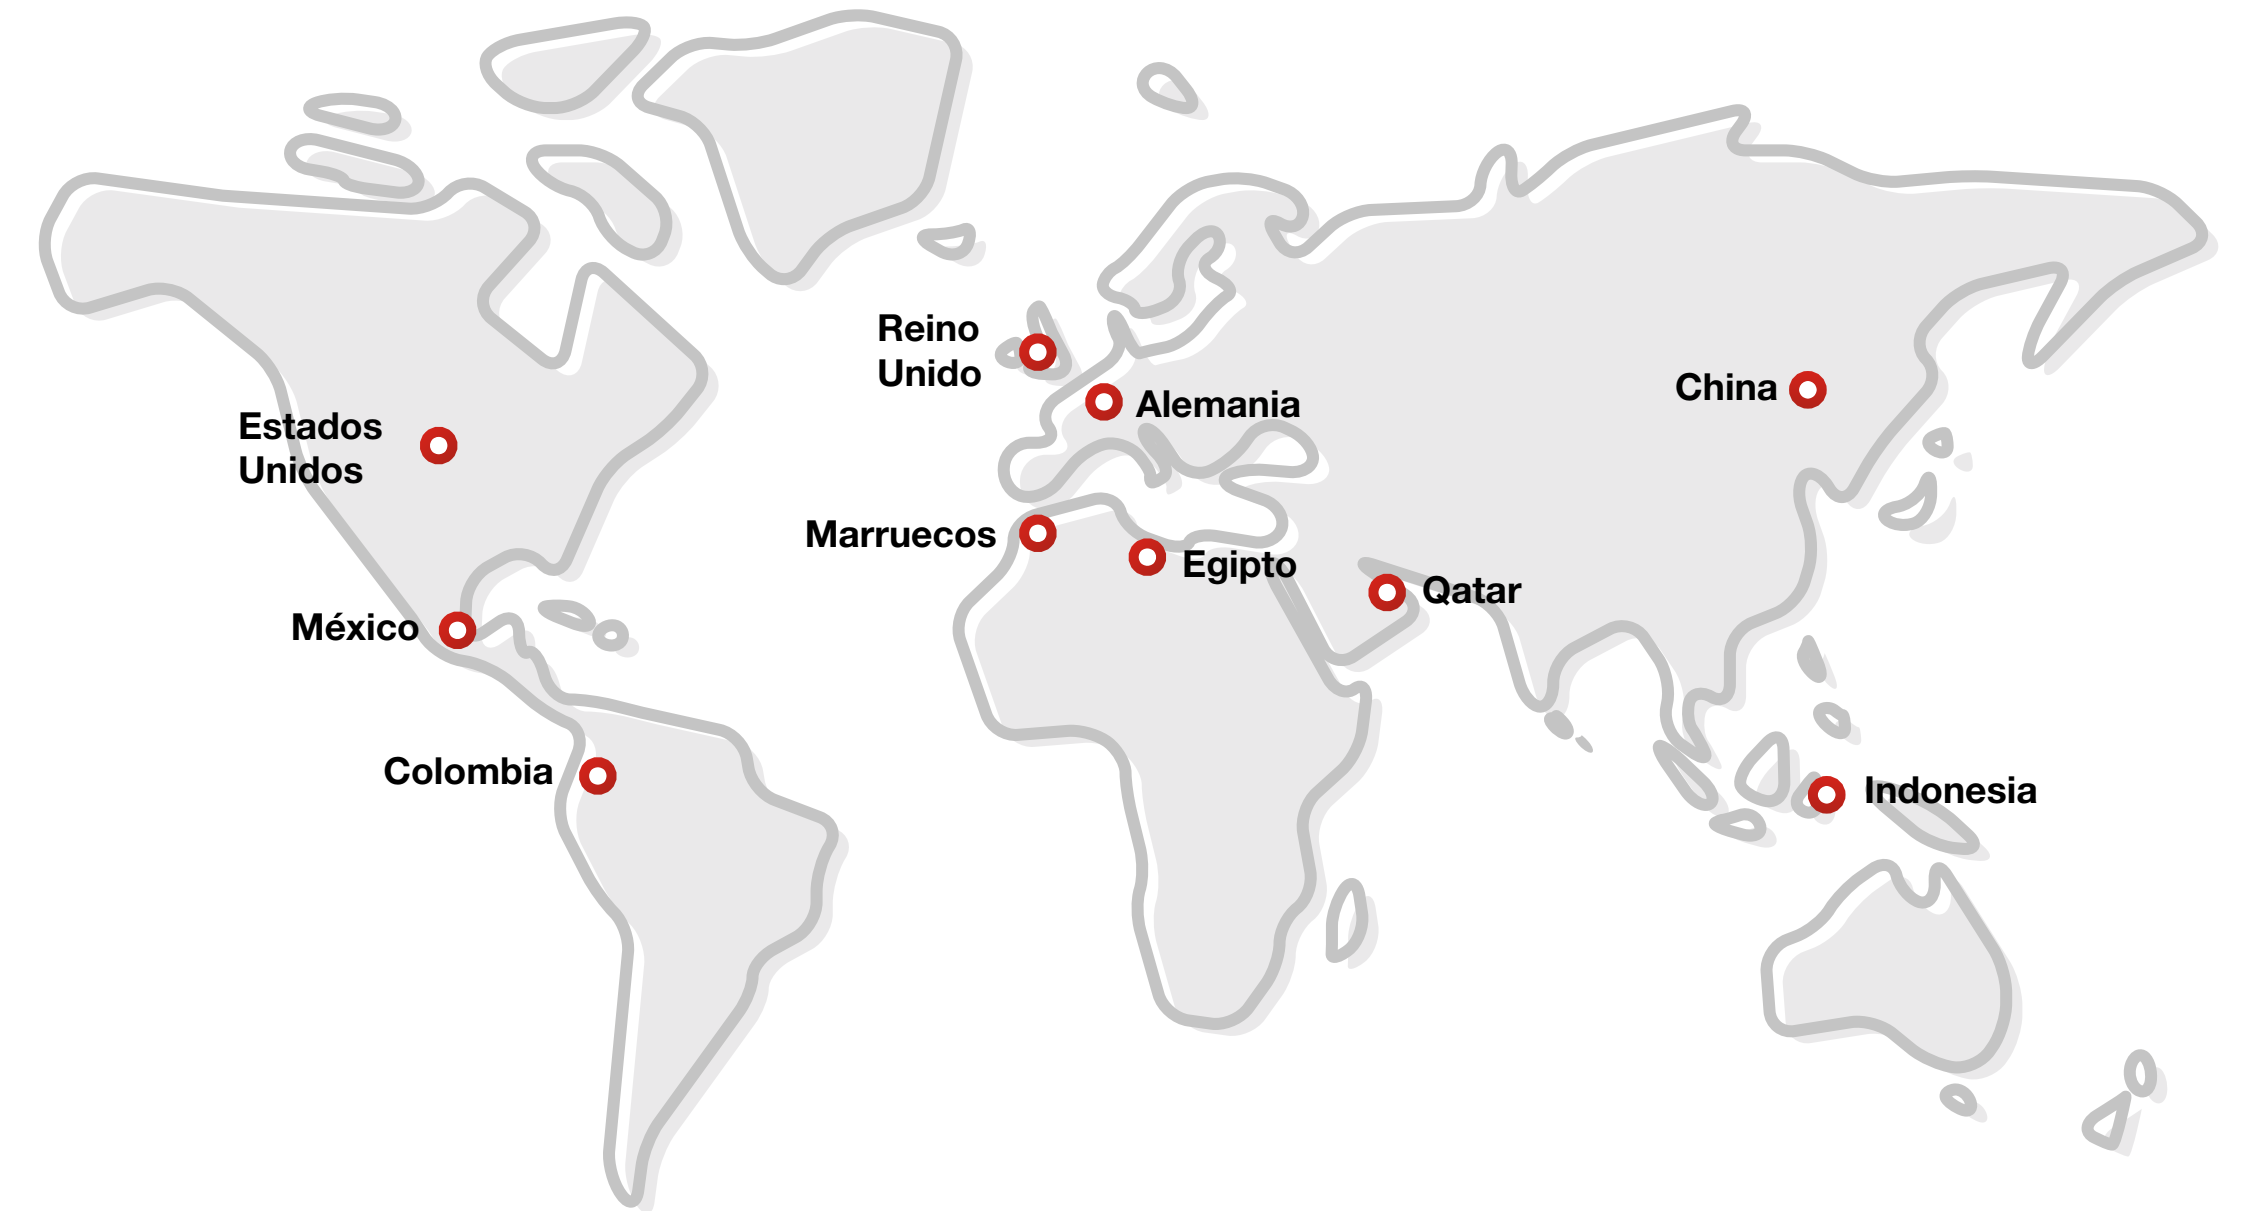 Reino
Unido
Alemania
China
Estados
Unidos
Marruecos
Egipto
Qatar
México
Colombia
Indonesia